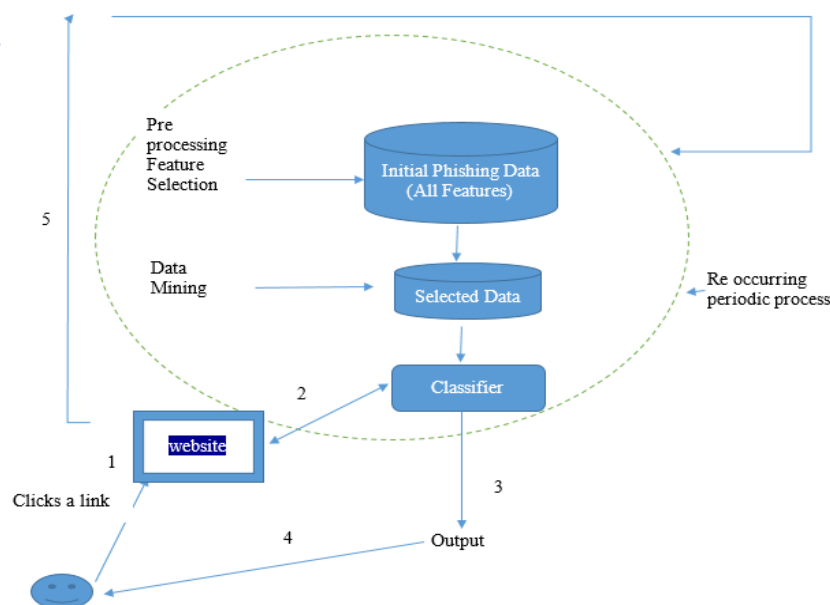 Pre
processing
Feature
Selection
Initial Phishing Data
(All Features)
5
Data
Mining
Selected Data
Re occurring
periodic process
Classifier
2
website
1
Clicks a link
3
4
Output